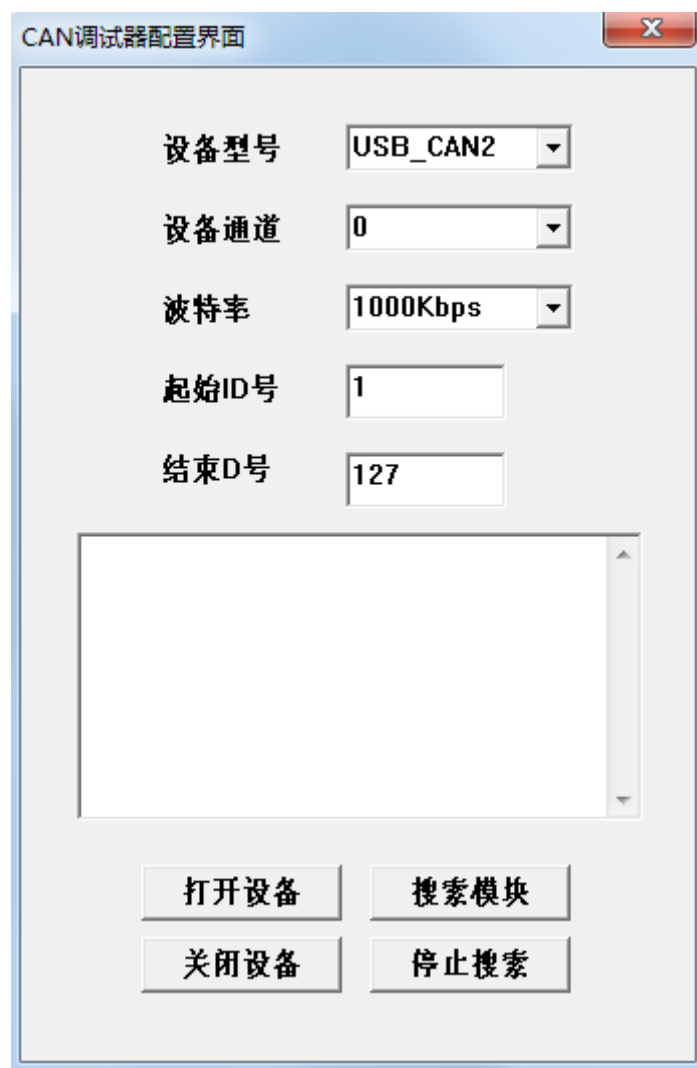 CAN调试器配置界面
设备型号 USB_CAN2
设备通道 0
波特率 1000Kbps
起始ID号 1
结束D号 127
打开设备 搜索模块
关闭设备 停止搜索